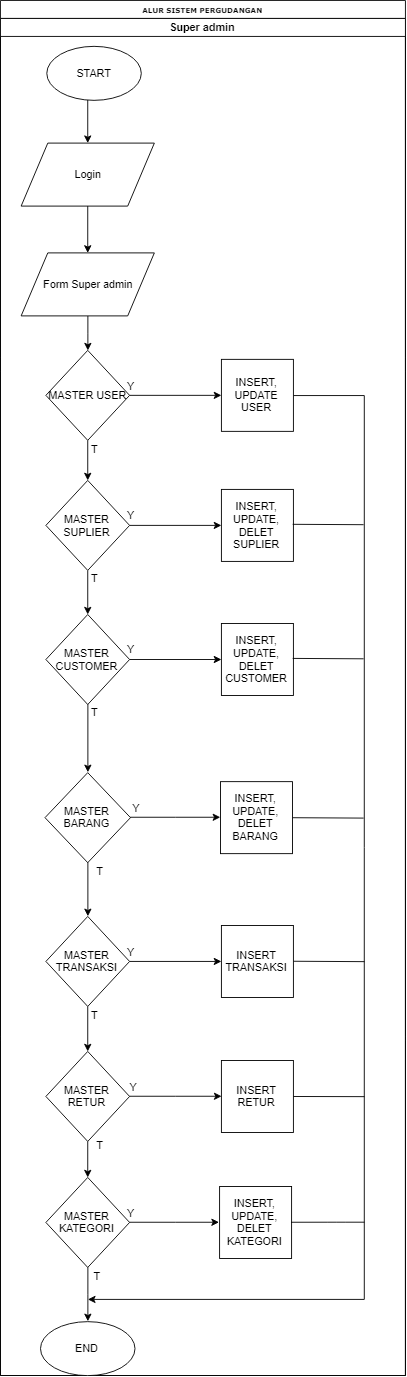 ALUR SISTEM PERGUDANGAN
Super admin
START
Login
Form Super admin
MASTER USER
Y
INSERT,
UPDATE
USER
T
MASTER
SUPLIER
Y
INSERT,
UPDATE,
DELET
SUPLIER
T
MASTER
CUSTOMER
Y
INSERT,
UPDATE,
DELET
CUSTOMER
T
MASTER
BARANG
Y
INSERT,
UPDATE,
DELET
BARANG
T
MASTER
TRANSAKSI
Y
INSERT
TRANSAKSI
T
MASTER
RETUR
Y
INSERT
RETUR
T
MASTER
KATEGORI
Y
INSERT,
UPDATE,
DELET
KATEGORI
T
END